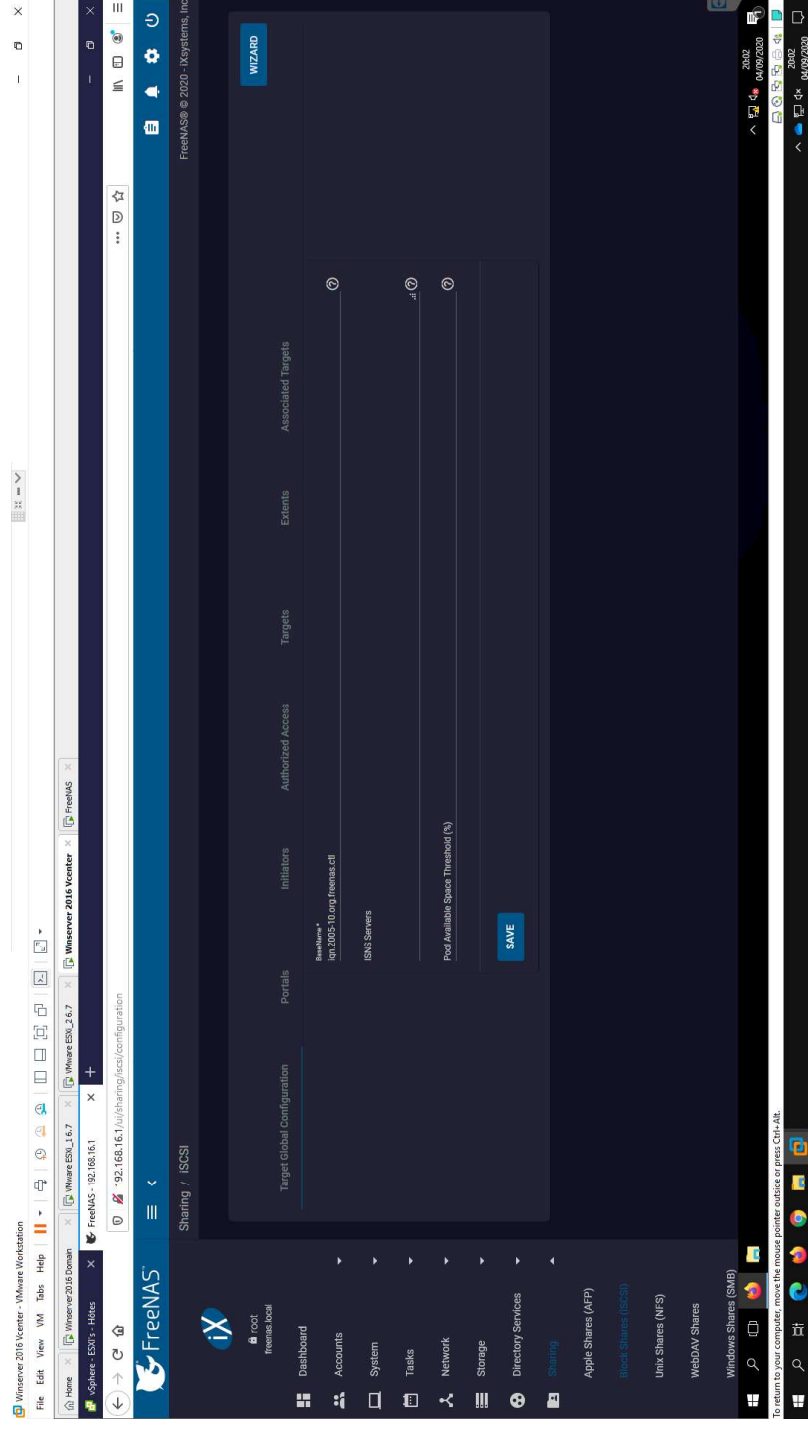 Winserver 2016 Vcenter - VMware Workstation
File Edit View VM Tabs Help
Home
Winserver2016 Domain
VMware ESXi_1 6.7
VMware ESXi_2 6.7
Winserver 2016 Vcenter
FreeNAS
vSphere - ESXi's - Hôtes
FreeNAS - 192.168.16.1
192.168.16.1/ui/sharing/iscsi/configuration
FreeNAS
Sharing / iSCSI
FreeNAS® © 2020 - iXsystems, Inc
iX
root
freenas.local
Dashboard
Accounts
System
Tasks
Network
Storage
Directory Services
Sharing
Apple Shares (AFP)
Block Shares (iSCSI)
Unix Shares (NFS)
WebDAV Shares
Windows Shares (SMB)
WIZARD
Target Global Configuration
Portals
Initiators
Authorized Access
Targets
Extents
Associated Targets
BaseName *
iqn.2005-10.org.freenas.ctl
ISNS Servers
Pool Available Space Threshold (%)
SAVE
20:02
04/09/2020
To return to your computer, move the mouse pointer outside or press Ctrl+Alt.
20:02
04/09/2020